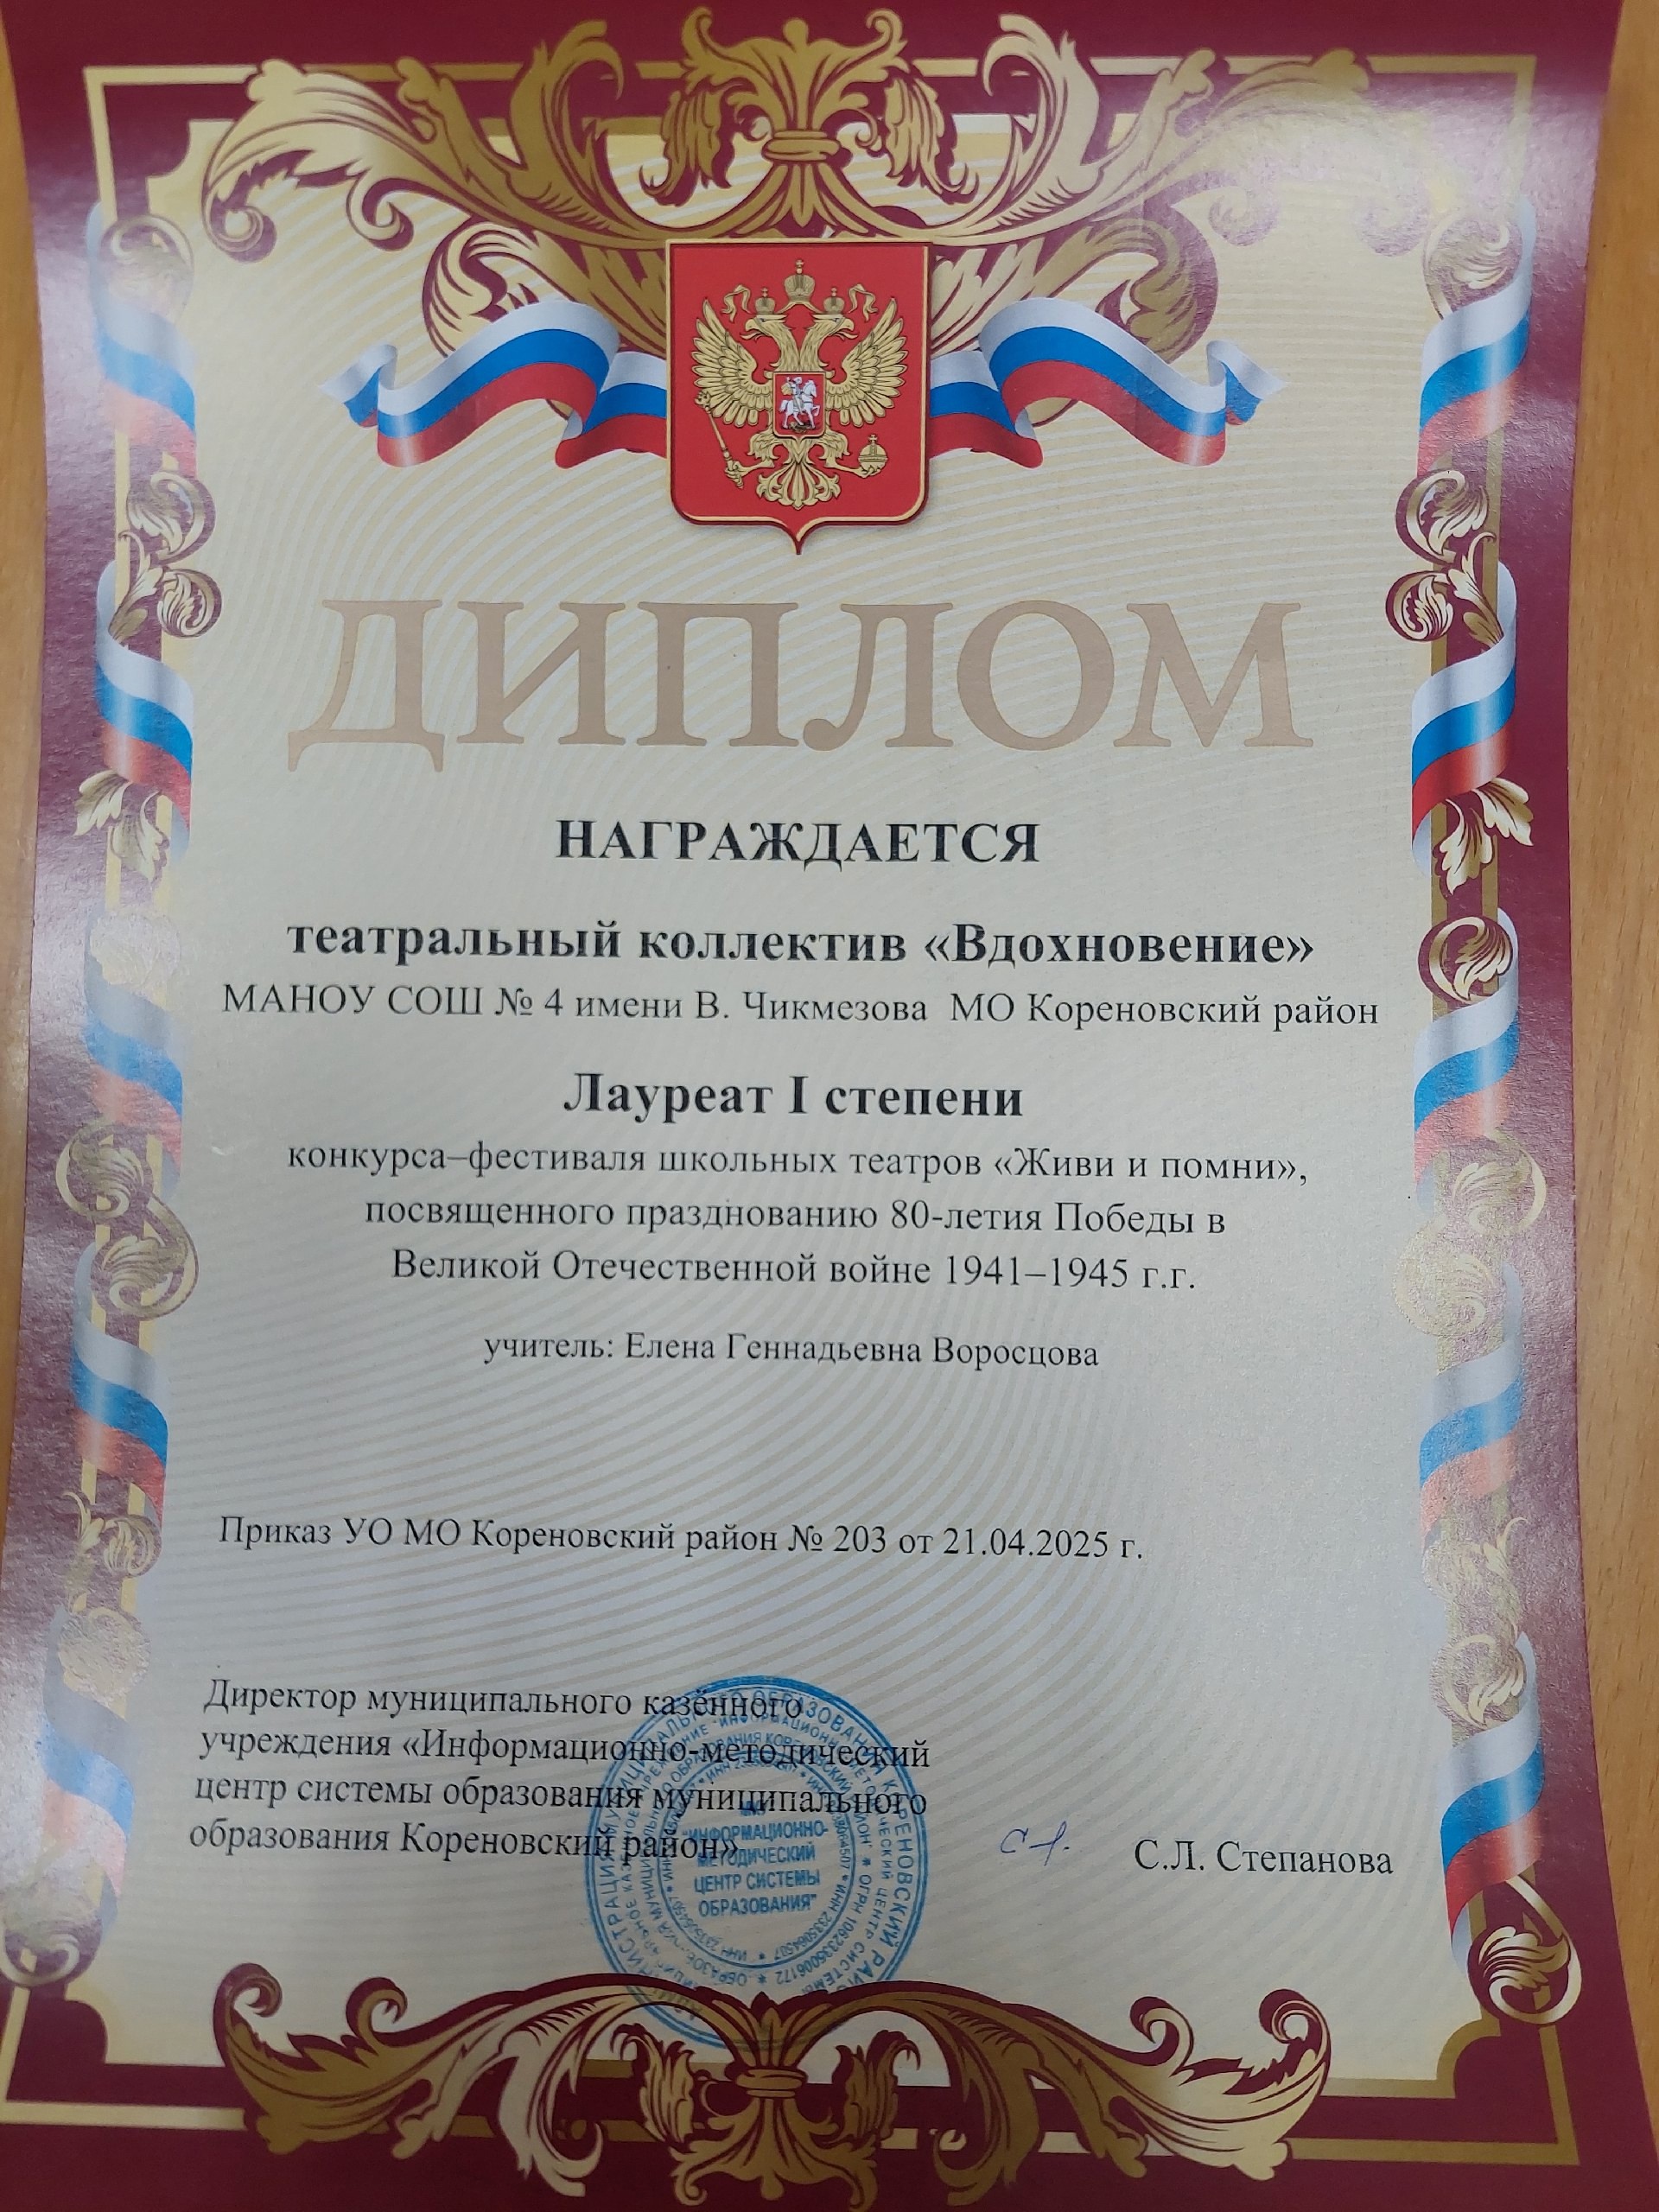 ДИПЛОМ
НАГРАЖДАЕТСЯ
театральный коллектив «Вдохновение»
МАНОУ СОШ № 4 имени В. Чикмезова МО Кореновский район
Лауреат I степени
конкурса–фестиваля школьных театров «Живи и помни»,
посвященного празднованию 80-летия Победы в
Великой Отечественной войне 1941–1945 г.г.
учитель: Елена Геннадьевна Воросцова
Приказ УО МО Кореновский район № 203 от 21.04.2025 г.
Директор муниципального казённого
учреждения «Информационно-методический
центр системы образования муниципального
образования Кореновский район»
С.Л. Степанова
"ИНФОРМАЦИОННО-
МЕТОДИЧЕСКИЙ
ЦЕНТР СИСТЕМЫ
ОБРАЗОВАНИЯ"